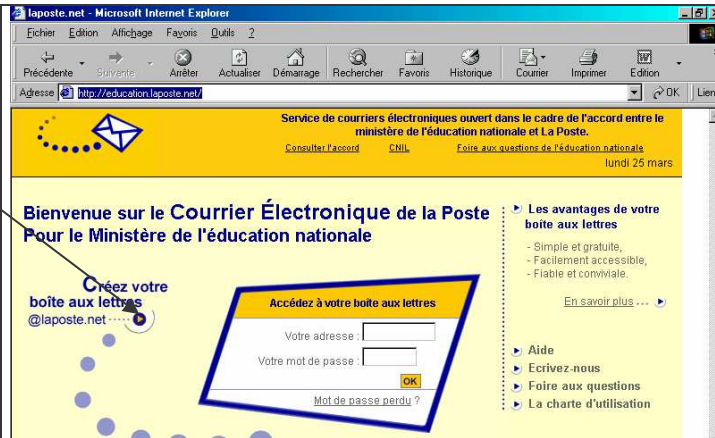 laposte.net - Microsoft Internet Explorer
Fichier Edition Affichage Favoris Outils ?
Précédente Suivante Arrêter Actualiser Démarrage Rechercher Favoris Historique Courrier Imprimer Edition
Adresse http://education.laposte.net/ OK Lien
Service de courriers électroniques ouvert dans le cadre de l'accord entre le
ministère de l'éducation nationale et La Poste.
Consulter l'accord CNIL Foire aux questions de l'éducation nationale
lundi 25 mars
Bienvenue sur le Courrier Électronique de la Poste
Pour le Ministère de l'éducation nationale
Créez votre
boîte aux lettres
@laposte.net
Accédez à votre boîte aux lettres
Votre adresse :
Votre mot de passe :
OK
Mot de passe perdu ?
Les avantages de votre
boîte aux lettres
- Simple et gratuite,
- Facilement accessible,
- Fiable et conviviale.
En savoir plus ...
Aide
Ecrivez-nous
Foire aux questions
La charte d'utilisation